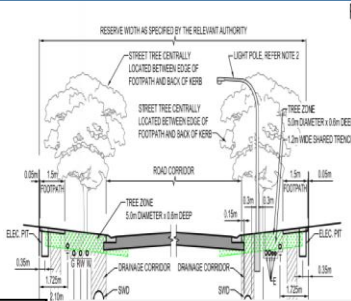 RESERVE WIDTH AS SPECIFIED BY THE RELEVANT AUTHORITY
STREET TREE CENTRALLY
LOCATED BETWEEN EDGE OF
FOOTPATH AND BACK OF KERB
LIGHT POLE, REFER NOTE 2
STREET TREE CENTRALLY
LOCATED BETWEEN EDGE OF
FOOTPATH AND BACK OF KERB
TREE ZONE
5.0m DIAMETER x 0.6m DEEP
1.2m WIDE SHARED TRENCH
ROAD CORRIDOR
0.05m
1.5m
FOOTPATH
1.5m
0.05m
FOOTPATH
TREE ZONE
5.0m DIAMETER x 0.6m DEEP
0.3m
0.3m
0.15m
ELEC. PIT
ELEC. PIT
G RW W
E
0.35m
DRAINAGE CORRIDOR
DRAINAGE CORRIDOR
0.35m
1.725m
SWD
SWD
1.725m
2.10m